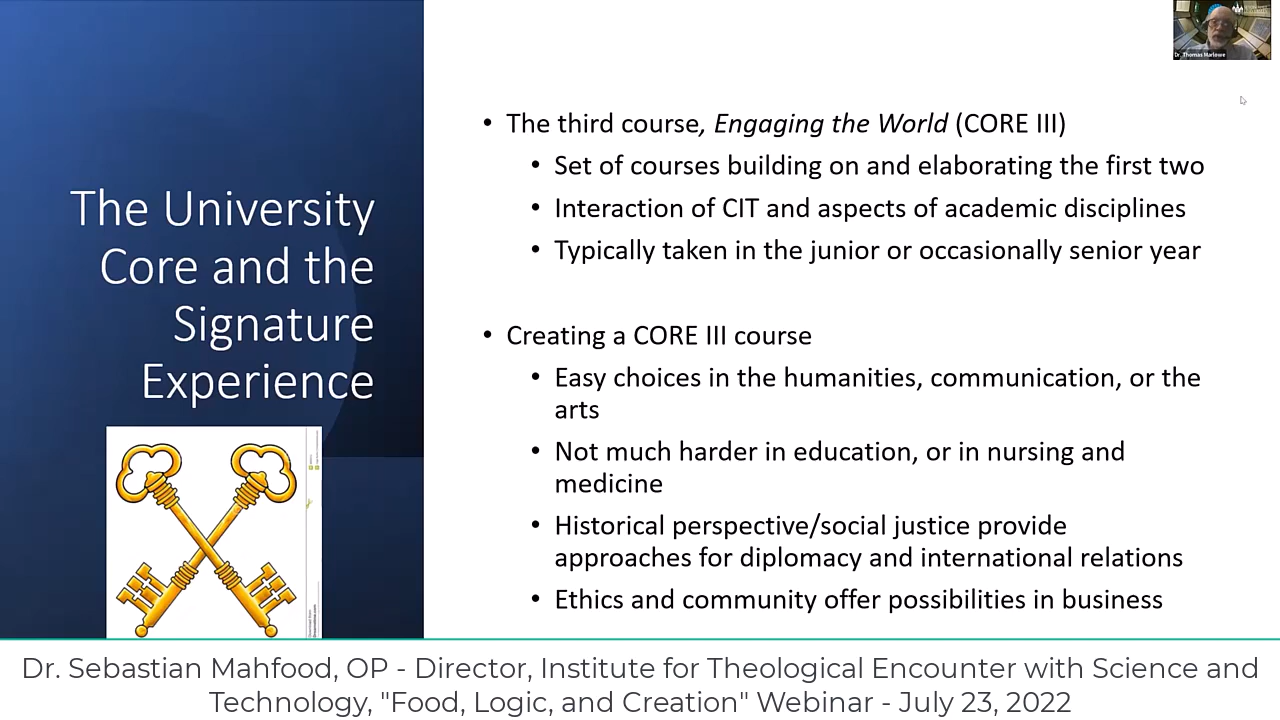 Dr. Thomas Marlowe
The University
Core and the
Signature
Experience
• The third course, Engaging the World (CORE III)
• Set of courses building on and elaborating the first two
• Interaction of CIT and aspects of academic disciplines
• Typically taken in the junior or occasionally senior year
• Creating a CORE III course
• Easy choices in the humanities, communication, or the
arts
• Not much harder in education, or in nursing and
medicine
• Historical perspective/social justice provide
approaches for diplomacy and international relations
• Ethics and community offer possibilities in business
Dr. Sebastian Mahfood, OP - Director, Institute for Theological Encounter with Science and
Technology, "Food, Logic, and Creation" Webinar - July 23, 2022